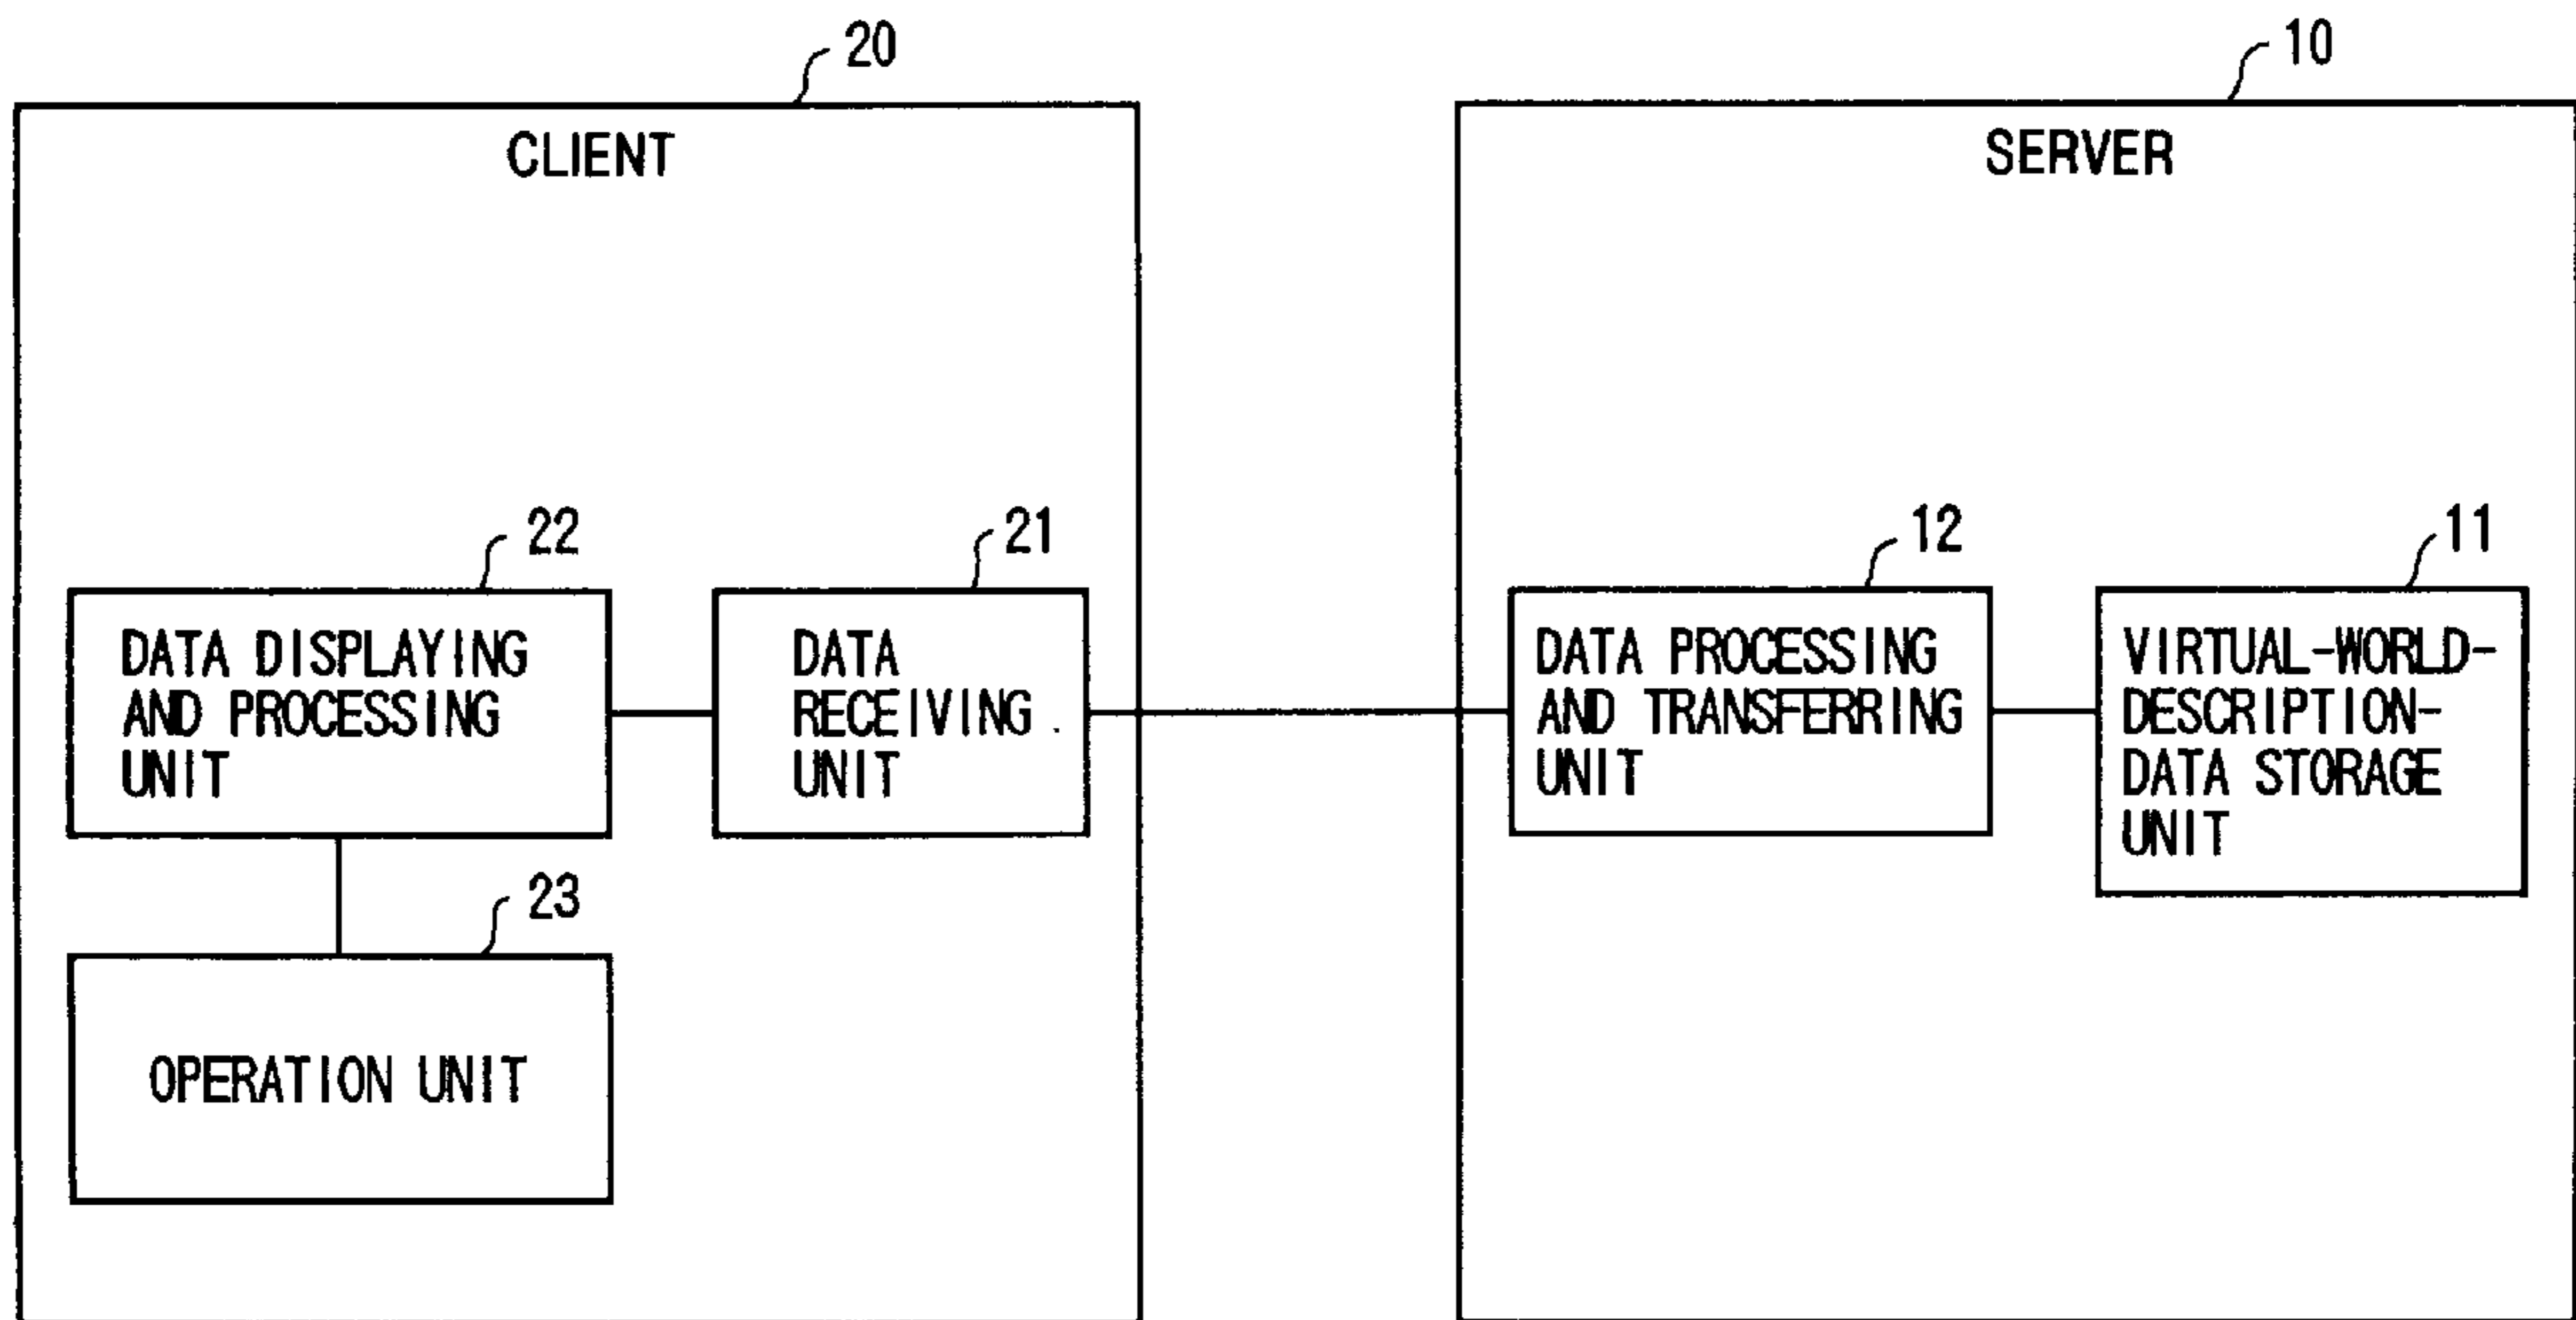 20
10
CLIENT
SERVER
22
21
12
11
DATA DISPLAYING
AND PROCESSING
UNIT
DATA
RECEIVING
UNIT
DATA PROCESSING
AND TRANSFERRING
UNIT
VIRTUAL-WORLD-
DESCRIPTION-
DATA STORAGE
UNIT
23
OPERATION UNIT